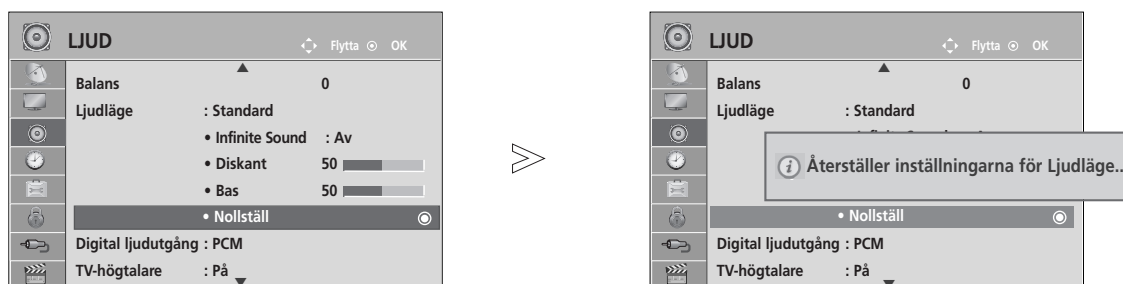 LJUD Flytta OK
Balans 0
Ljudläge : Standard
• Infinite Sound : Av
• Diskant 50
• Bas 50
• Nollställ
Digital ljudutgång : PCM
TV-högtalare : På
LJUD Flytta OK
Balans 0
Ljudläge : Standard
Återställer inställningarna för Ljudläge..
• Nollställ
Digital ljudutgång : PCM
TV-högtalare : På